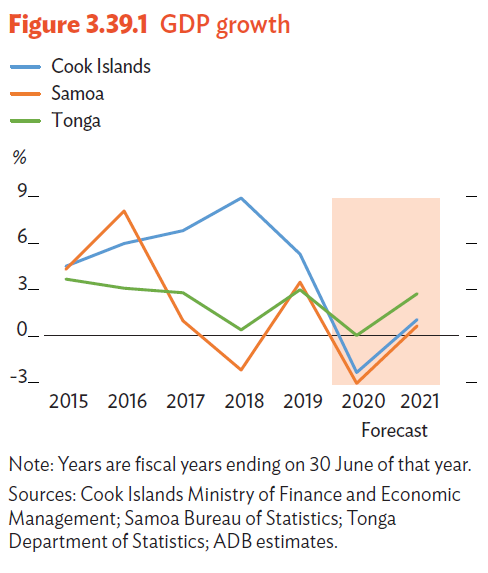 Figure 3.39.1 GDP growth
Cook Islands
Samoa
Tonga
%
9
6
3
0
-3
2015 2016 2017 2018 2019 2020 2021
Forecast
Note: Years are fiscal years ending on 30 June of that year.
Sources: Cook Islands Ministry of Finance and Economic
Management; Samoa Bureau of Statistics; Tonga
Department of Statistics; ADB estimates.